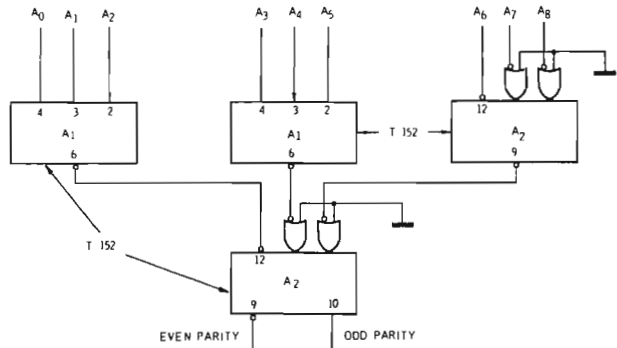 A0 A1 A2 A3 A4 A5 A6 A7 A8
4 3 2 4 3 2 12
A1 A1 T 152 A2
6 6 9
T 152
12
A2
9 10
EVEN PARITY ODD PARITY